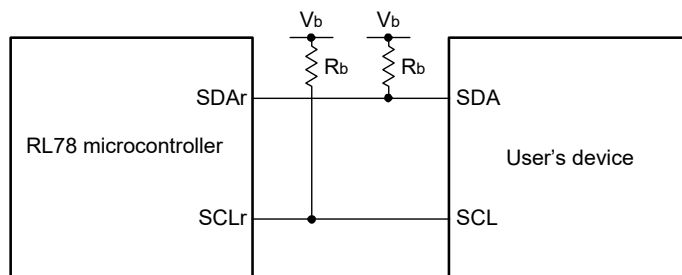 Vb Vb
Rb Rb
SDAr SDA
RL78 microcontroller User's device
SCLr SCL